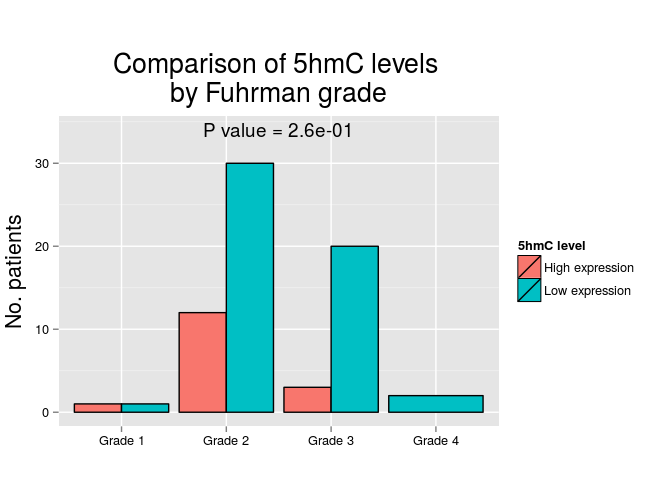 Comparison of 5hmC levels
by Fuhrman grade
P value = 2.6e-01
No. patients
30
20
10
0
Grade 1
Grade 2
Grade 3
Grade 4
5hmC level
High expression
Low expression